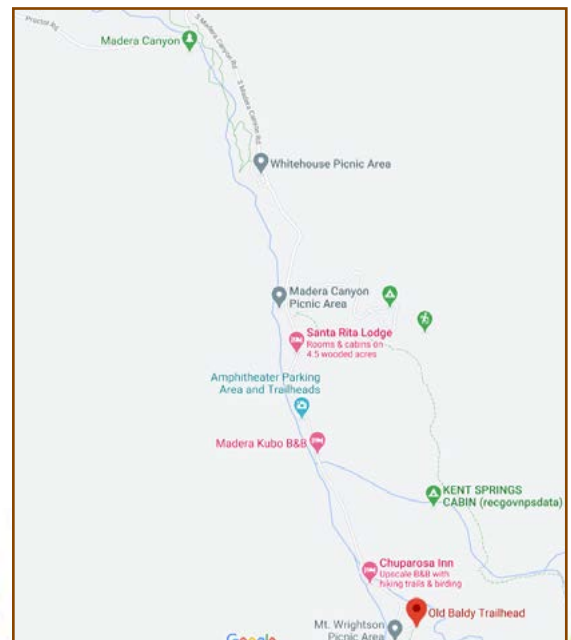 Proctor Rd
S Madera Canyon Rd
Madera Canyon
S Madera Canyon Rd
Whitehouse Picnic Area
Madera Canyon
Picnic Area
Santa Rita Lodge
Rooms & cabins on
4.5 wooded acres
Amphitheater Parking
Area and Trailheads
Madera Kubo B&B
KENT SPRINGS
CABIN (recgovnpsdata)
Chuparosa Inn
Upscale B&B with
hiking trails & birding
Old Baldy Trailhead
Mt. Wrightson
Picnic Area
Google